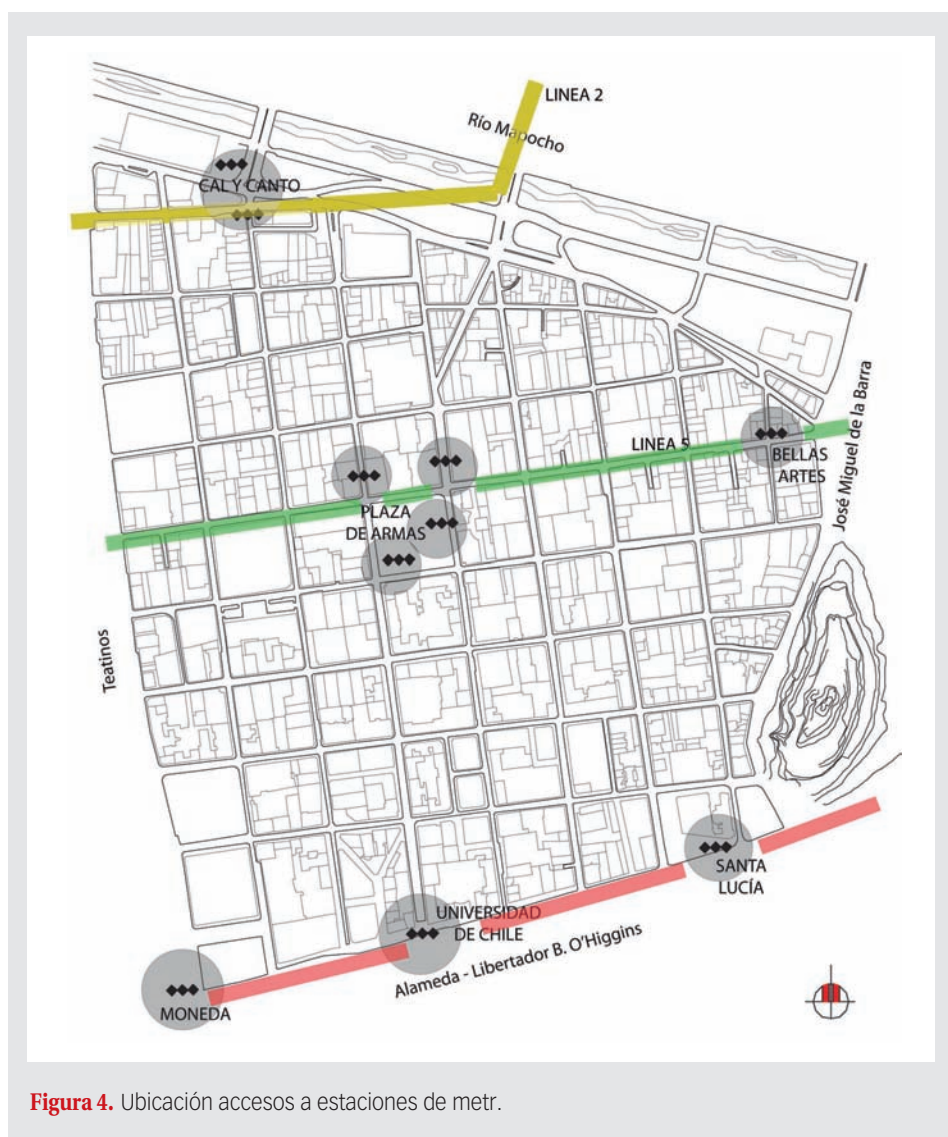 LINEA 2
Río Mapocho
CAL Y CANTO
José Miguel de la Barra
LINEA 5
BELLAS
ARTES
PLAZA
DE ARMAS
Teatinos
SANTA
LUCÍA
UNIVERSIDAD
DE CHILE
Alameda - Libertador B. O'Higgins
MONEDA
Figura 4. Ubicación accesos a estaciones de metr.